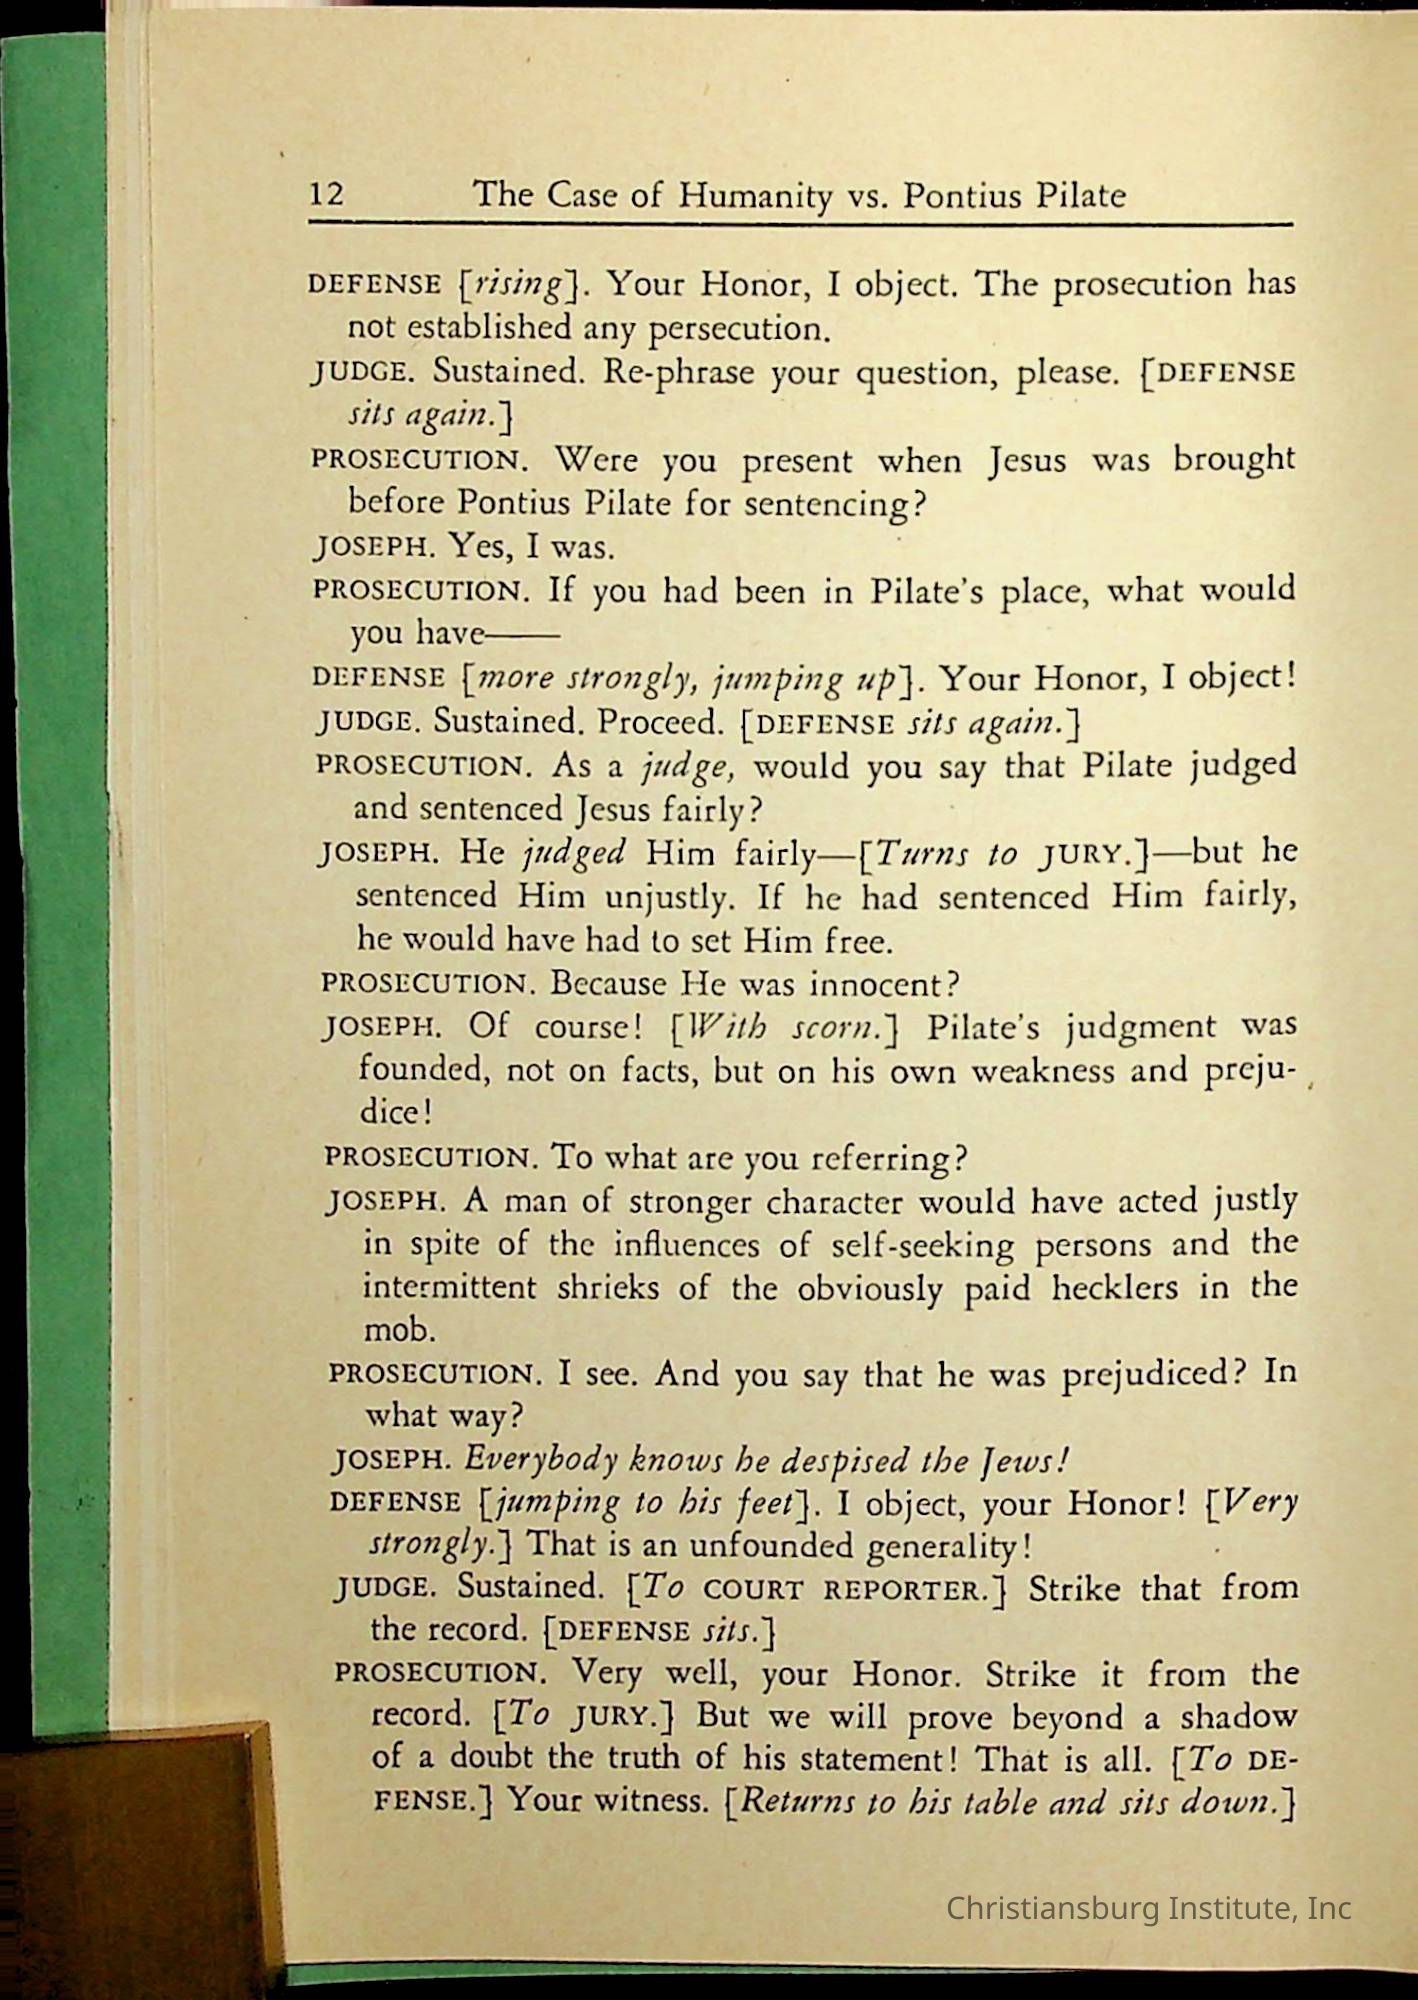 12 The Case of Humanity vs. Pontius Pilate
DEFENSE [rising]. Your Honor, I object. The prosecution has
not established any persecution.
JUDGE. Sustained. Re-phrase your question, please. [DEFENSE
sits again.]
PROSECUTION. Were you present when Jesus was brought
before Pontius Pilate for sentencing?
JOSEPH. Yes, I was.
PROSECUTION. If you had been in Pilate's place, what would
you have——
DEFENSE [more strongly, jumping up]. Your Honor, I object!
JUDGE. Sustained. Proceed. [DEFENSE sits again.]
PROSECUTION. As a judge, would you say that Pilate judged
and sentenced Jesus fairly?
JOSEPH. He judged Him fairly—[Turns to JURY.]—but he
sentenced Him unjustly. If he had sentenced Him fairly,
he would have had to set Him free.
PROSECUTION. Because He was innocent?
JOSEPH. Of course! [With scorn.] Pilate's judgment was
founded, not on facts, but on his own weakness and preju-
dice!
PROSECUTION. To what are you referring?
JOSEPH. A man of stronger character would have acted justly
in spite of the influences of self-seeking persons and the
intermittent shrieks of the obviously paid hecklers in the
mob.
PROSECUTION. I see. And you say that he was prejudiced? In
what way?
JOSEPH. Everybody knows he despised the Jews!
DEFENSE [jumping to his feet]. I object, your Honor! [Very
strongly.] That is an unfounded generality!
JUDGE. Sustained. [To COURT REPORTER.] Strike that from
the record. [DEFENSE sits.]
PROSECUTION. Very well, your Honor. Strike it from the
record. [To JURY.] But we will prove beyond a shadow
of a doubt the truth of his statement! That is all. [To DE-
FENSE.] Your witness. [Returns to his table and sits down.]
Christiansburg Institute, Inc